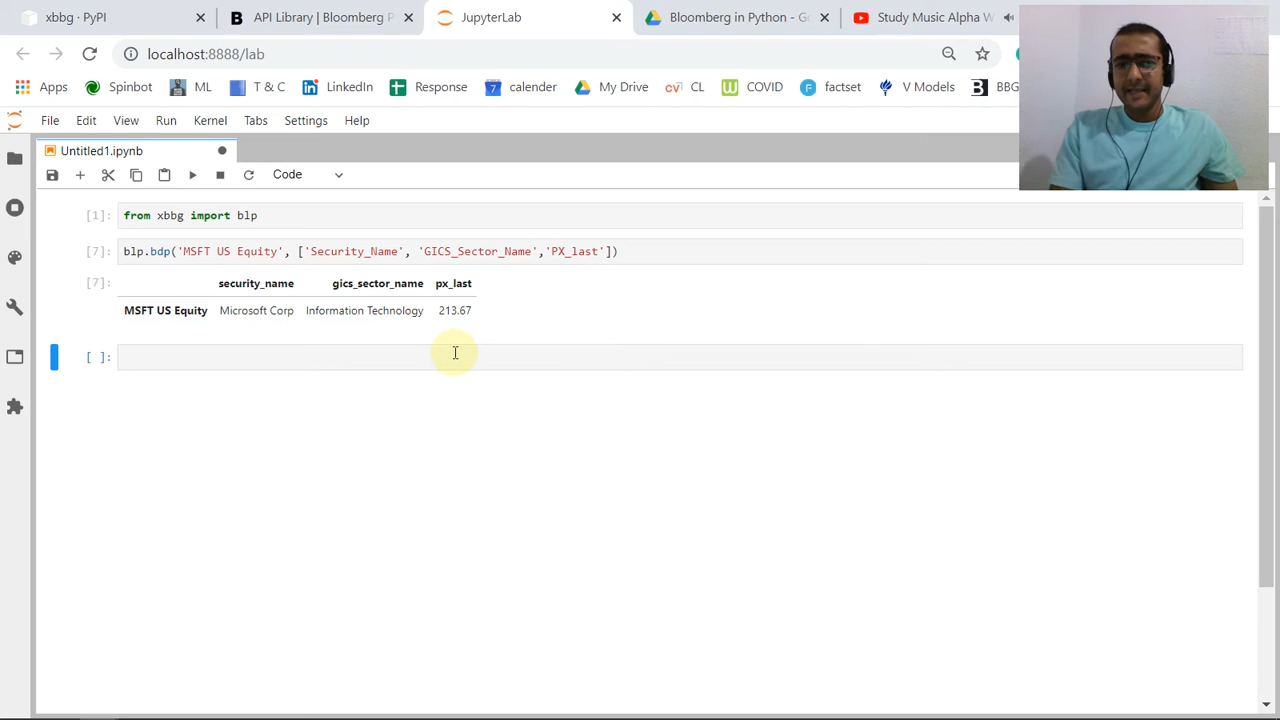 xbbg · PyPI
API Library | Bloomberg P
JupyterLab
Bloomberg in Python - Go
Study Music Alpha W
localhost:8888/lab
Apps Spinbot ML T & C LinkedIn Response calendar My Drive CL COVID factset V Models BBG
File Edit View Run Kernel Tabs Settings Help
Untitled1.ipynb
Code
[1]: from xbbg import blp
[7]: blp.bdp('MSFT US Equity', ['Security_Name', 'GICS_Sector_Name','PX_last'])
[7]: security_name gics_sector_name px_last
MSFT US Equity Microsoft Corp Information Technology 213.67
[ ]: